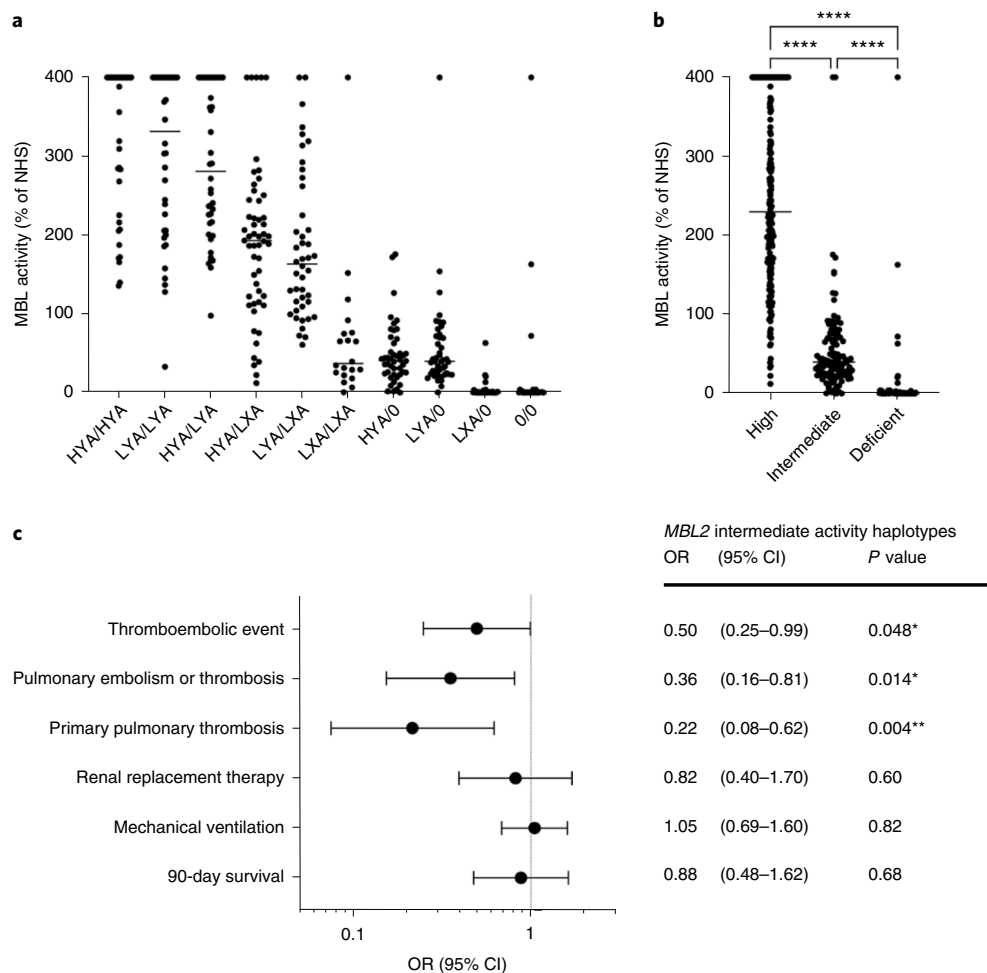 a
MBL activity (% of NHS)
400
300
200
100
0
HYA/HYA
LYA/LYA
HYA/LYA
HYA/LXA
LYA/LXA
LXA/LXA
HYA/0
LYA/0
LXA/0
0/0
b
****
**** ****
MBL activity (% of NHS)
400
300
200
100
0
High
Intermediate
Deficient
c
MBL2 intermediate activity haplotypes
OR (95% CI) P value
Thromboembolic event 0.50 (0.25–0.99) 0.048*
Pulmonary embolism or thrombosis 0.36 (0.16–0.81) 0.014*
Primary pulmonary thrombosis 0.22 (0.08–0.62) 0.004**
Renal replacement therapy 0.82 (0.40–1.70) 0.60
Mechanical ventilation 1.05 (0.69–1.60) 0.82
90-day survival 0.88 (0.48–1.62) 0.68
0.1 1
OR (95% CI)